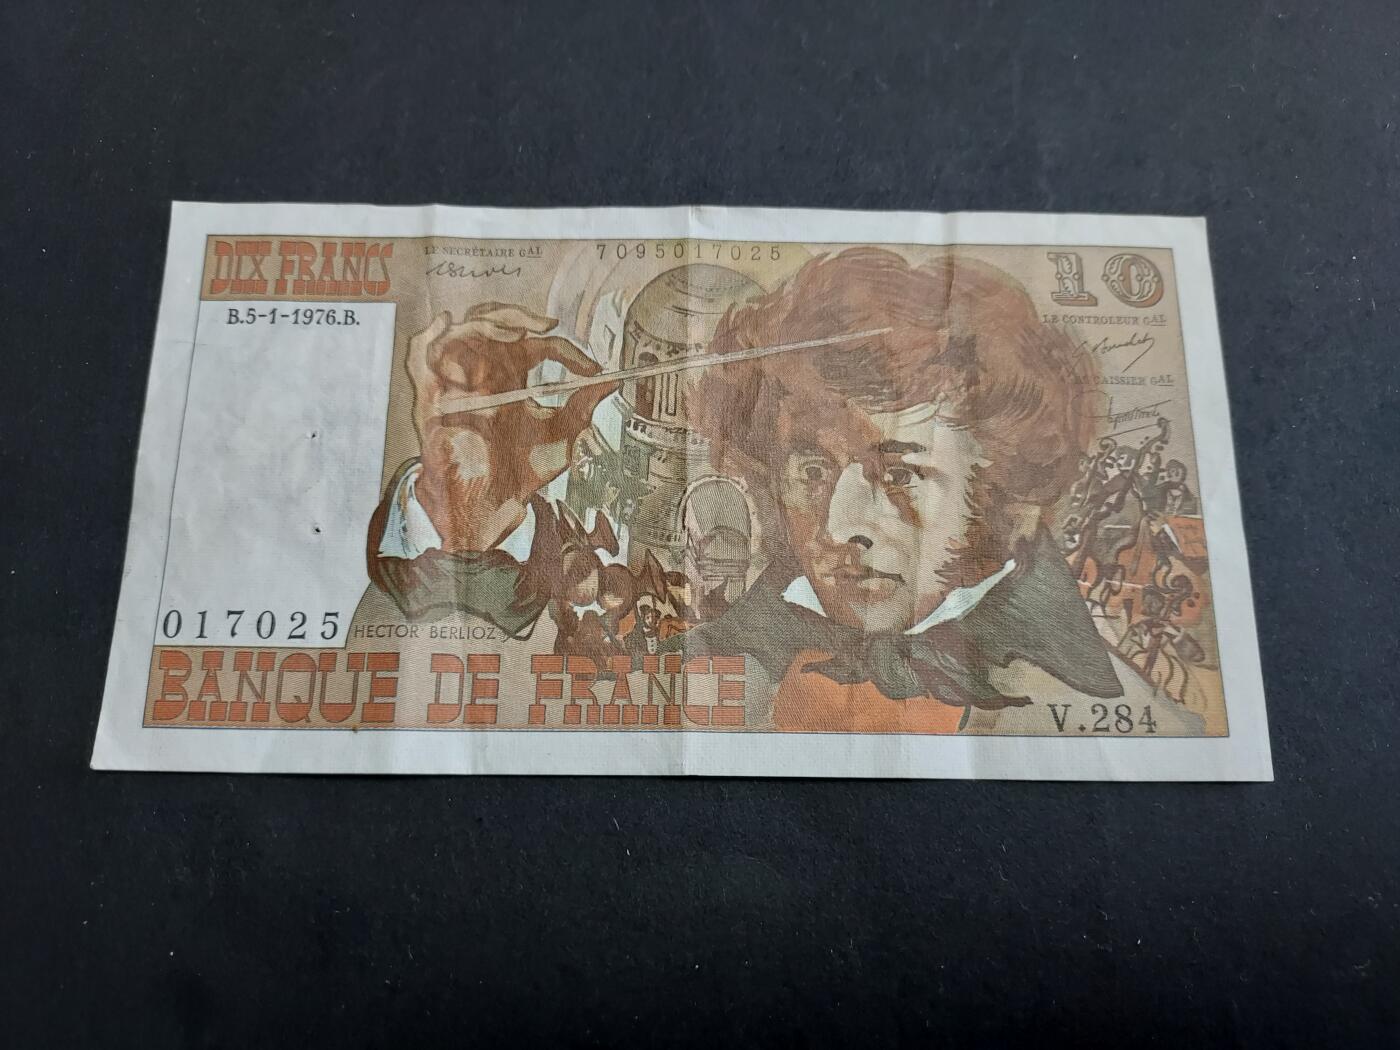 DIX FRANCS
LE SECRÉTAIRE GAL
7095017025
10
B.5-1-1976.B.
LE CONTROLEUR GAL
LE CAISSIER GAL
017025
HECTOR BERLIOZ
BANQUE DE FRANCE
V.284